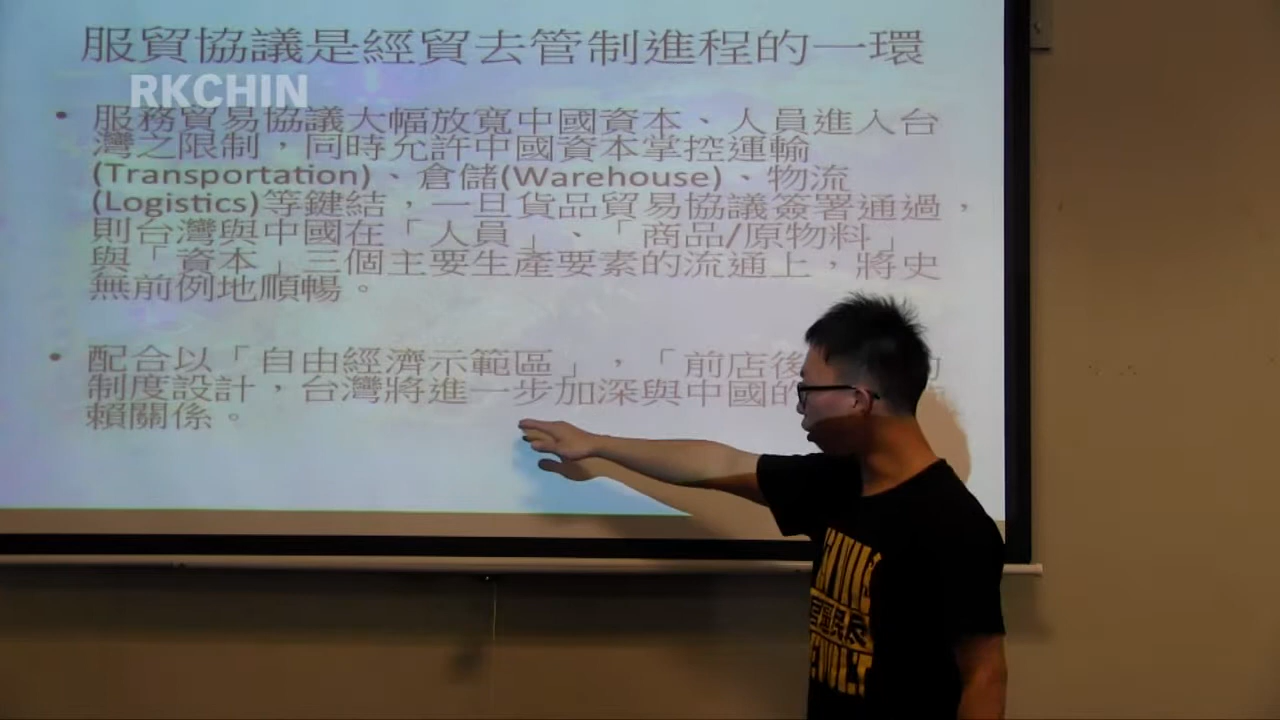 服貿協議是經貿去管制進程的一環
RKCHIN
• 服務貿易協議大幅放寬中國資本、人員進入台
灣之限制，同時允許中國資本掌控運輸
(Transportation)、倉儲(Warehouse)、物流
(Logistics)等鍵結，一旦貨品貿易協議簽署通過，
則台灣與中國在「人員」、「商品/原物料」
與「資本」三個主要生產要素的流通上，將史
無前例地順暢。
• 配合以「自由經濟示範區」，「前店後
制度設計，台灣將進一步加深與中國的
賴關係。